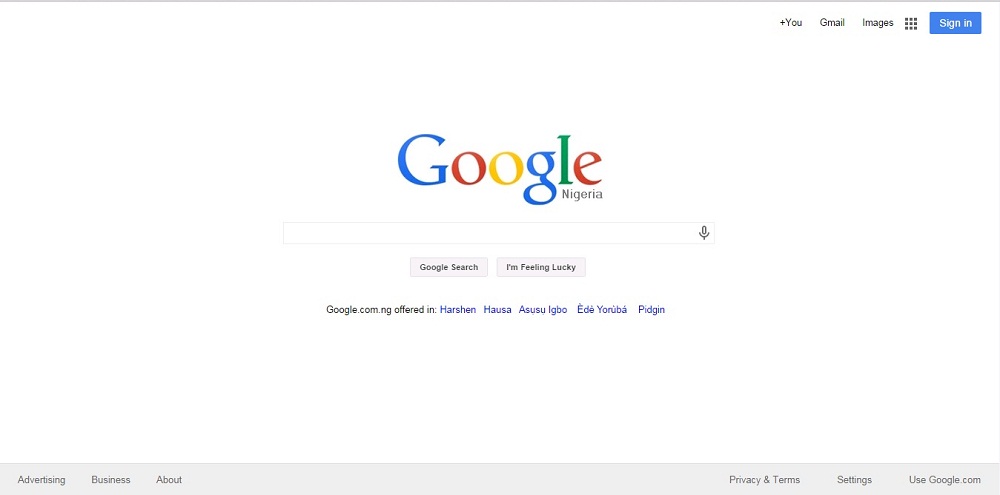 +You Gmail Images Sign in
Google
Nigeria
Google Search I'm Feeling Lucky
Google.com.ng offered in: Harshen Hausa Asụsụ Igbo Èdè Yorùbá Pidgin
Advertising Business About Privacy & Terms Settings Use Google.com